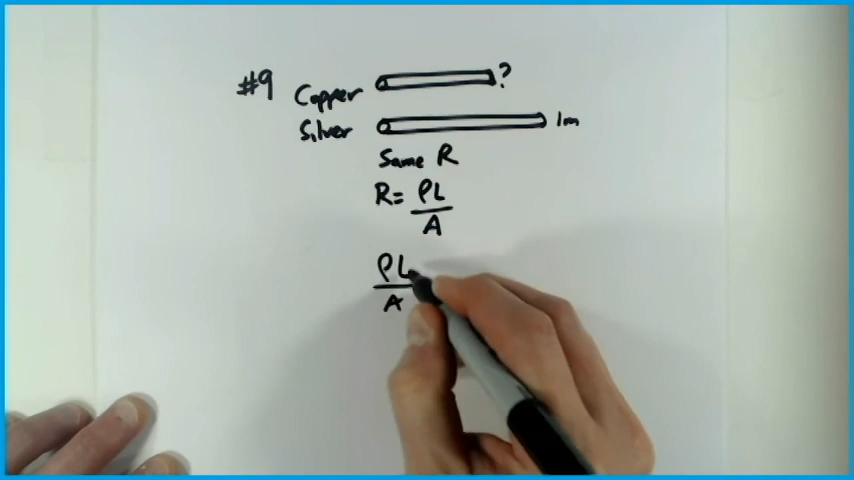 #9
Copper ?
Silver 1m
Same R
R = ρL
A
ρL
A